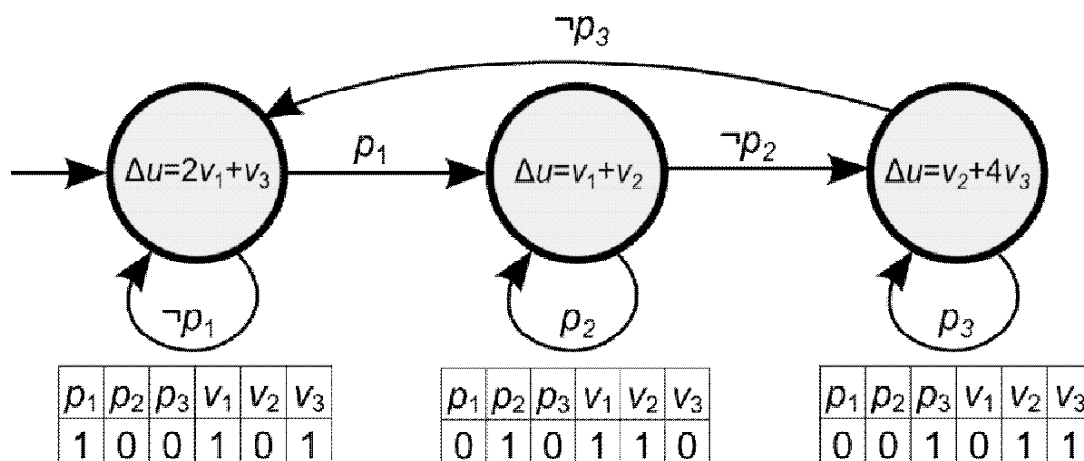 ¬p₃
p₁
¬p₂
Δu=2v₁+v₃
Δu=v₁+v₂
Δu=v₂+4v₃
¬p₁
p₂
p₃
p₁ p₂ p₃ v₁ v₂ v₃
1 0 0 1 0 1
p₁ p₂ p₃ v₁ v₂ v₃
0 1 0 1 1 0
p₁ p₂ p₃ v₁ v₂ v₃
0 0 1 0 1 1